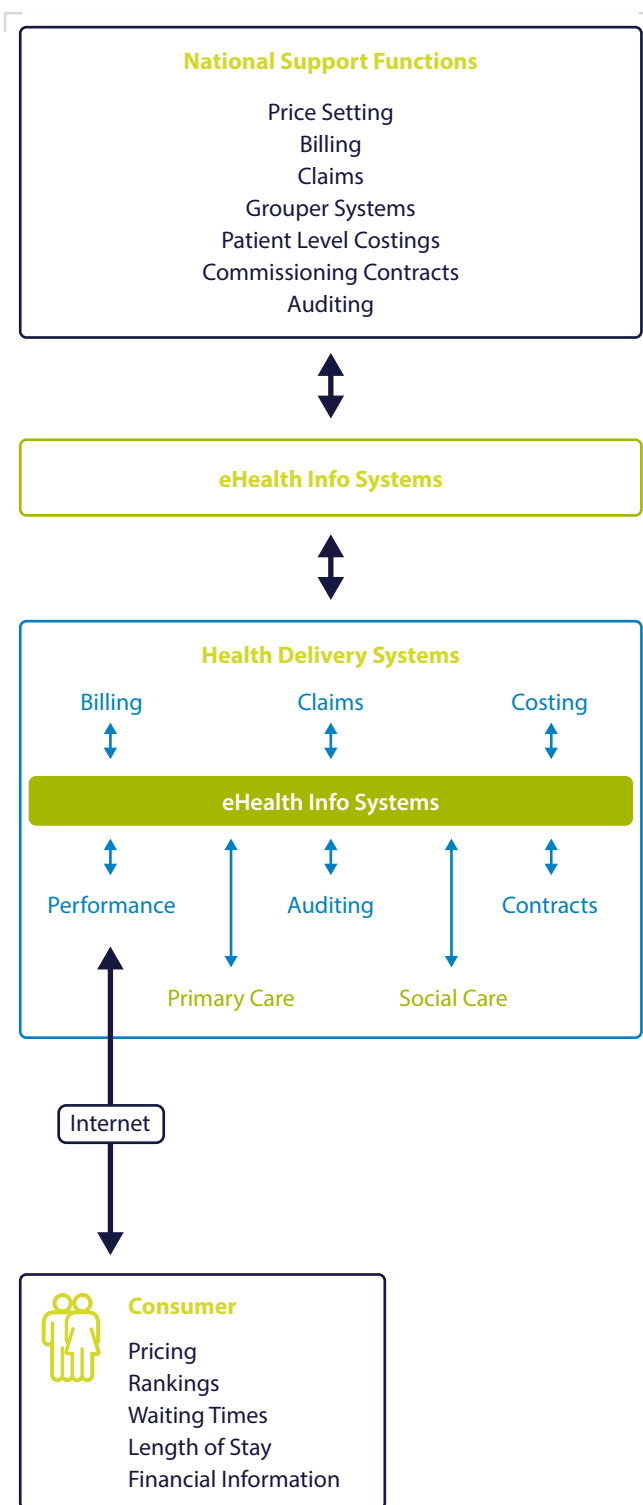 National Support Functions
Price Setting
Billing
Claims
Grouper Systems
Patient Level Costings
Commissioning Contracts
Auditing
eHealth Info Systems
Health Delivery Systems
Billing
Claims
Costing
eHealth Info Systems
Performance
Auditing
Contracts
Primary Care
Social Care
Internet
Consumer
Pricing
Rankings
Waiting Times
Length of Stay
Financial Information